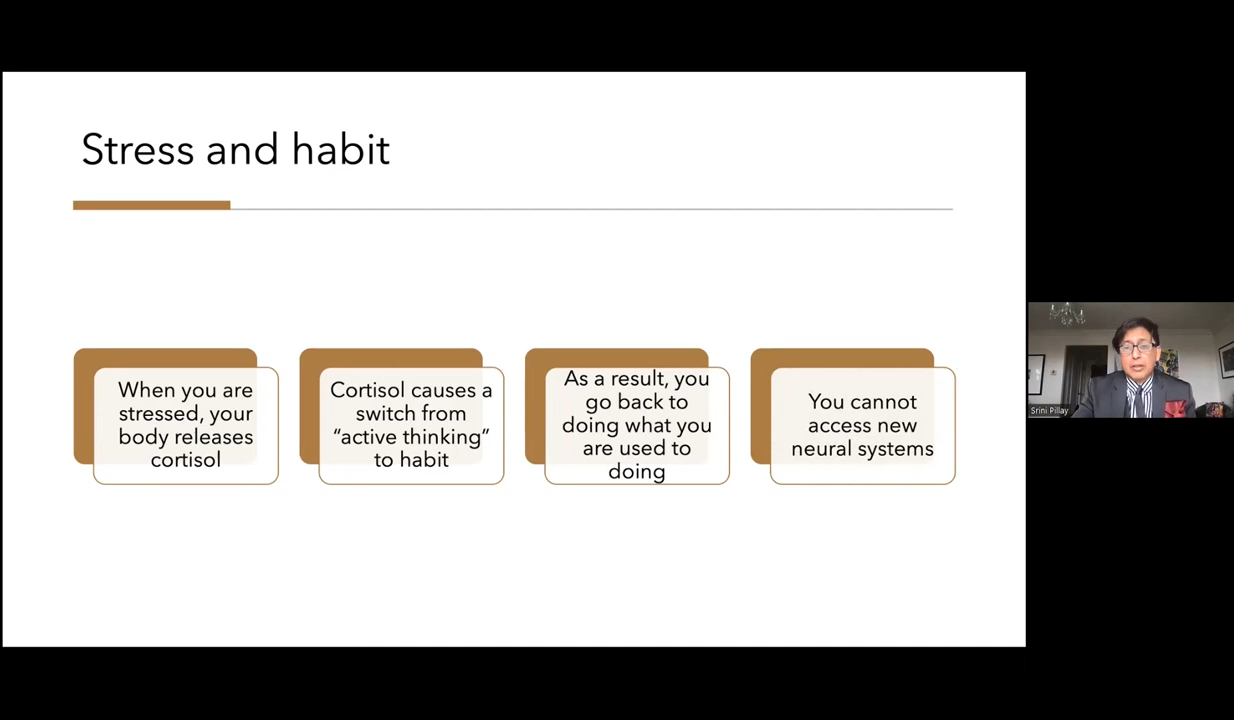 Stress and habit
When you are
stressed, your
body releases
cortisol
Cortisol causes a
switch from
“active thinking”
to habit
As a result, you
go back to
doing what you
are used to
doing
You cannot
access new
neural systems
Srini Pillay